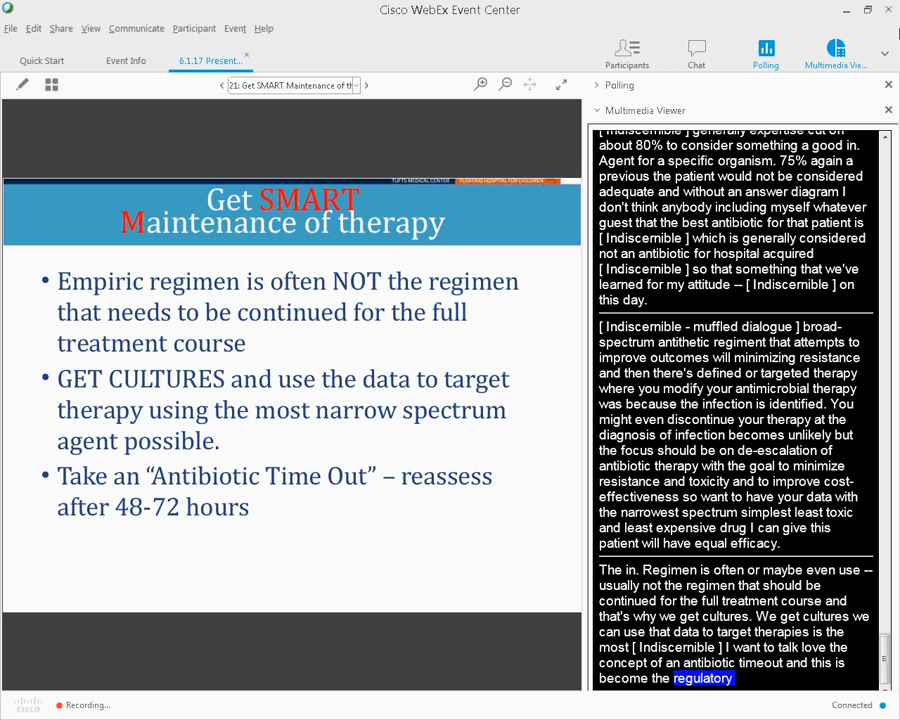 Cisco WebEx Event Center
File Edit Share View Communicate Participant Event Help
Quick Start
Event Info
6.1.17 Present...
Participants
Chat
Polling
Multimedia Vie...
21: Get SMART Maintenance of th
Polling
Multimedia Viewer
TUFTS MEDICAL CENTER
FLOATING HOSPITAL FOR CHILDREN
Get SMART
Maintenance of therapy
• Empiric regimen is often NOT the regimen
that needs to be continued for the full
treatment course
• GET CULTURES and use the data to target
therapy using the most narrow spectrum
agent possible.
• Take an “Antibiotic Time Out” – reassess
after 48-72 hours
[ Indiscernible ] generally expertise cut on
about 80% to consider something a good in.
Agent for a specific organism. 75% again a
previous the patient would not be considered
adequate and without an answer diagram I
don't think anybody including myself whatever
guest that the best antibiotic for that patient is
[ Indiscernible ] which is generally considered
not an antibiotic for hospital acquired
[ Indiscernible ] so that something that we've
learned for my attitude -- [ Indiscernible ] on
this day.
[ Indiscernible - muffled dialogue ] broad-
spectrum antithetic regiment that attempts to
improve outcomes will minimizing resistance
and then there's defined or targeted therapy
where you modify your antimicrobial therapy
was because the infection is identified. You
might even discontinue your therapy at the
diagnosis of infection becomes unlikely but
the focus should be on de-escalation of
antibiotic therapy with the goal to minimize
resistance and toxicity and to improve cost-
effectiveness so want to have your data with
the narrowest spectrum simplest least toxic
and least expensive drug I can give this
patient will have equal efficacy.
The in. Regimen is often or maybe even use --
usually not the regimen that should be
continued for the full treatment course and
that's why we get cultures. We get cultures we
can use that data to target therapies is the
most [ Indiscernible ] I want to talk love the
concept of an antibiotic timeout and this is
become the regulatory
cisco
Recording...
Connected